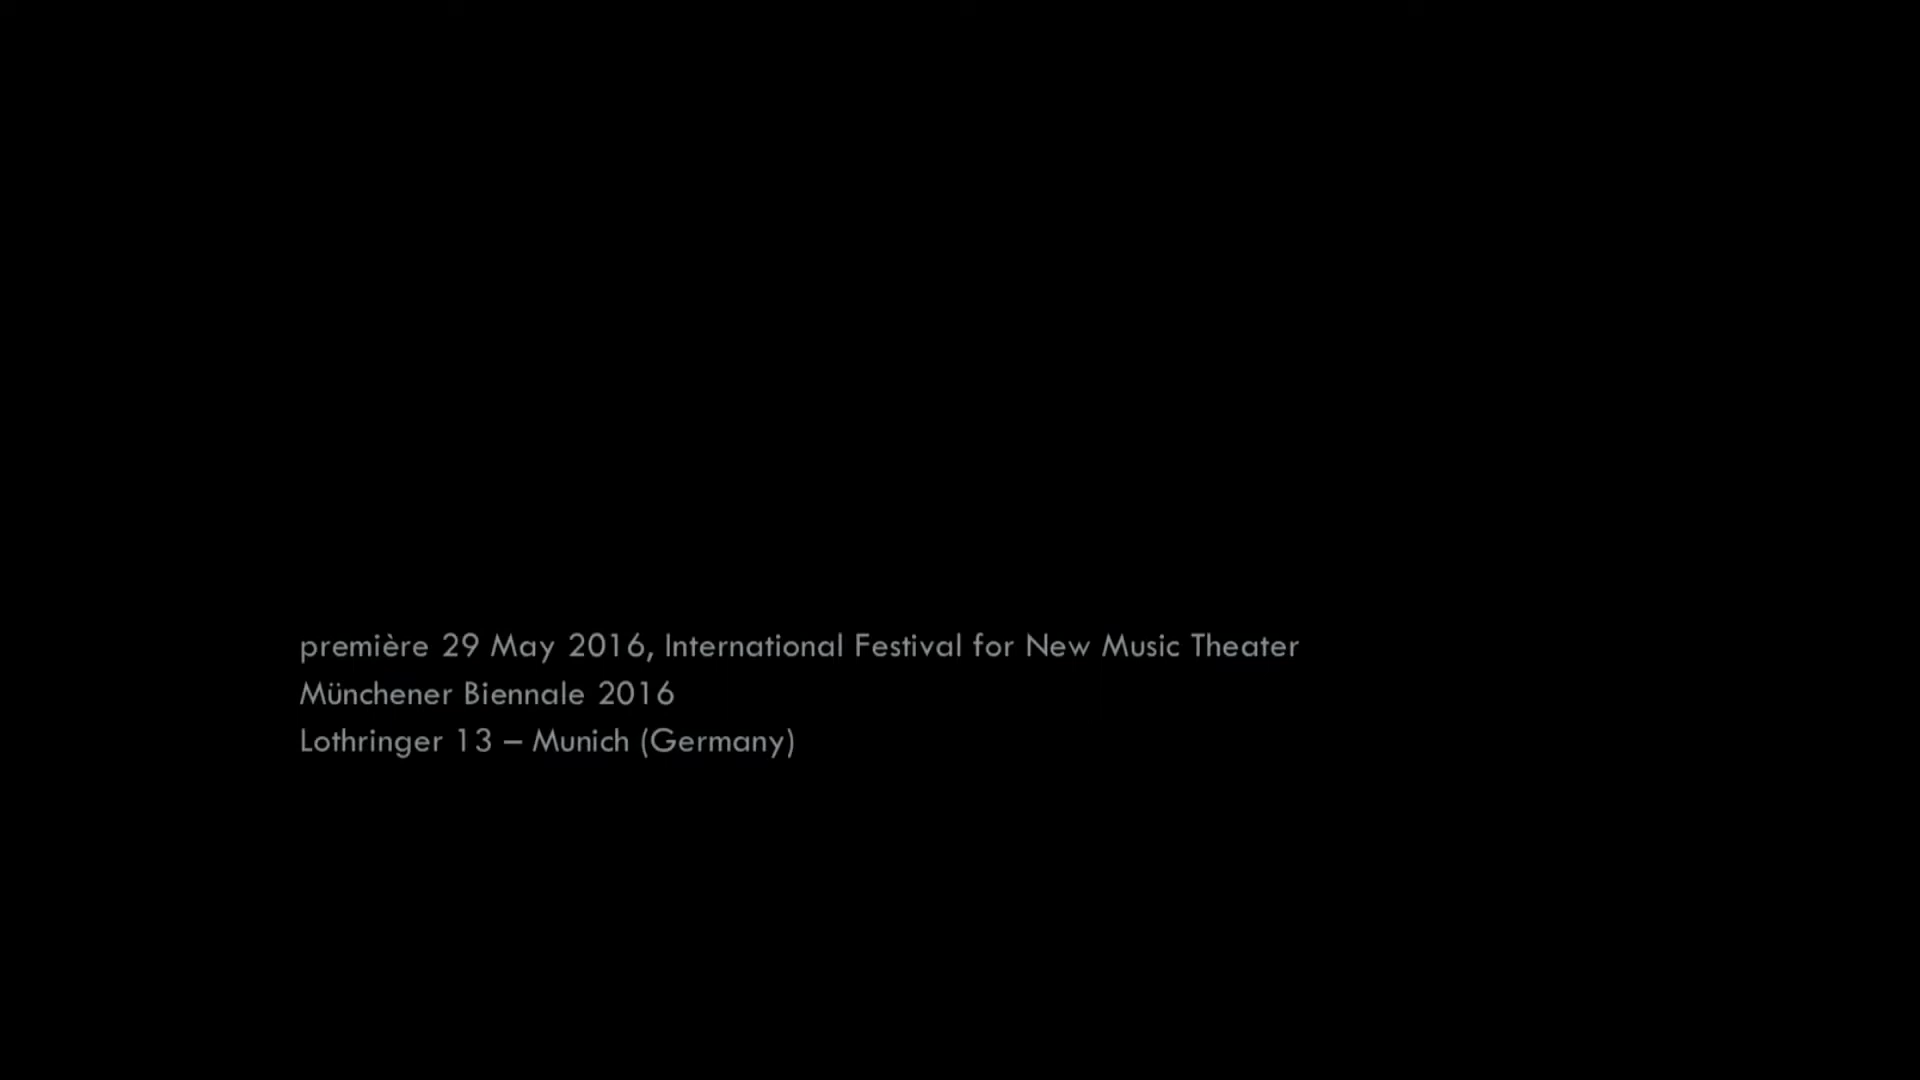 première 29 May 2016, International Festival for New Music Theater
Münchener Biennale 2016
Lothringer 13 – Munich (Germany)